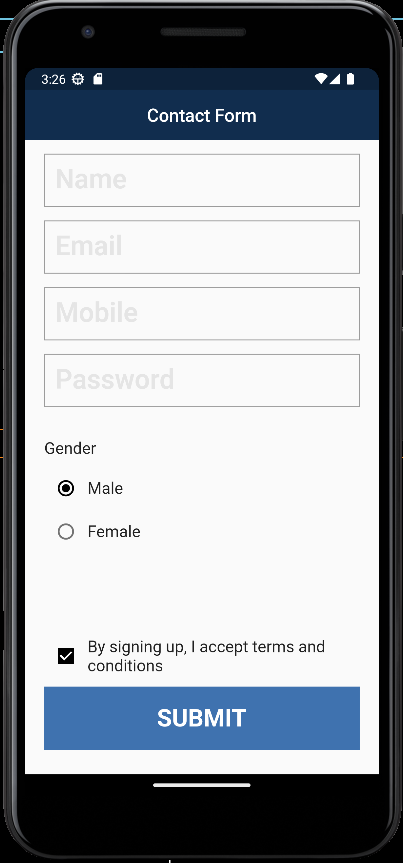 3:26
Contact Form
Name
Email
Mobile
Password
Gender
Male
Female
By signing up, I accept terms and
conditions
SUBMIT